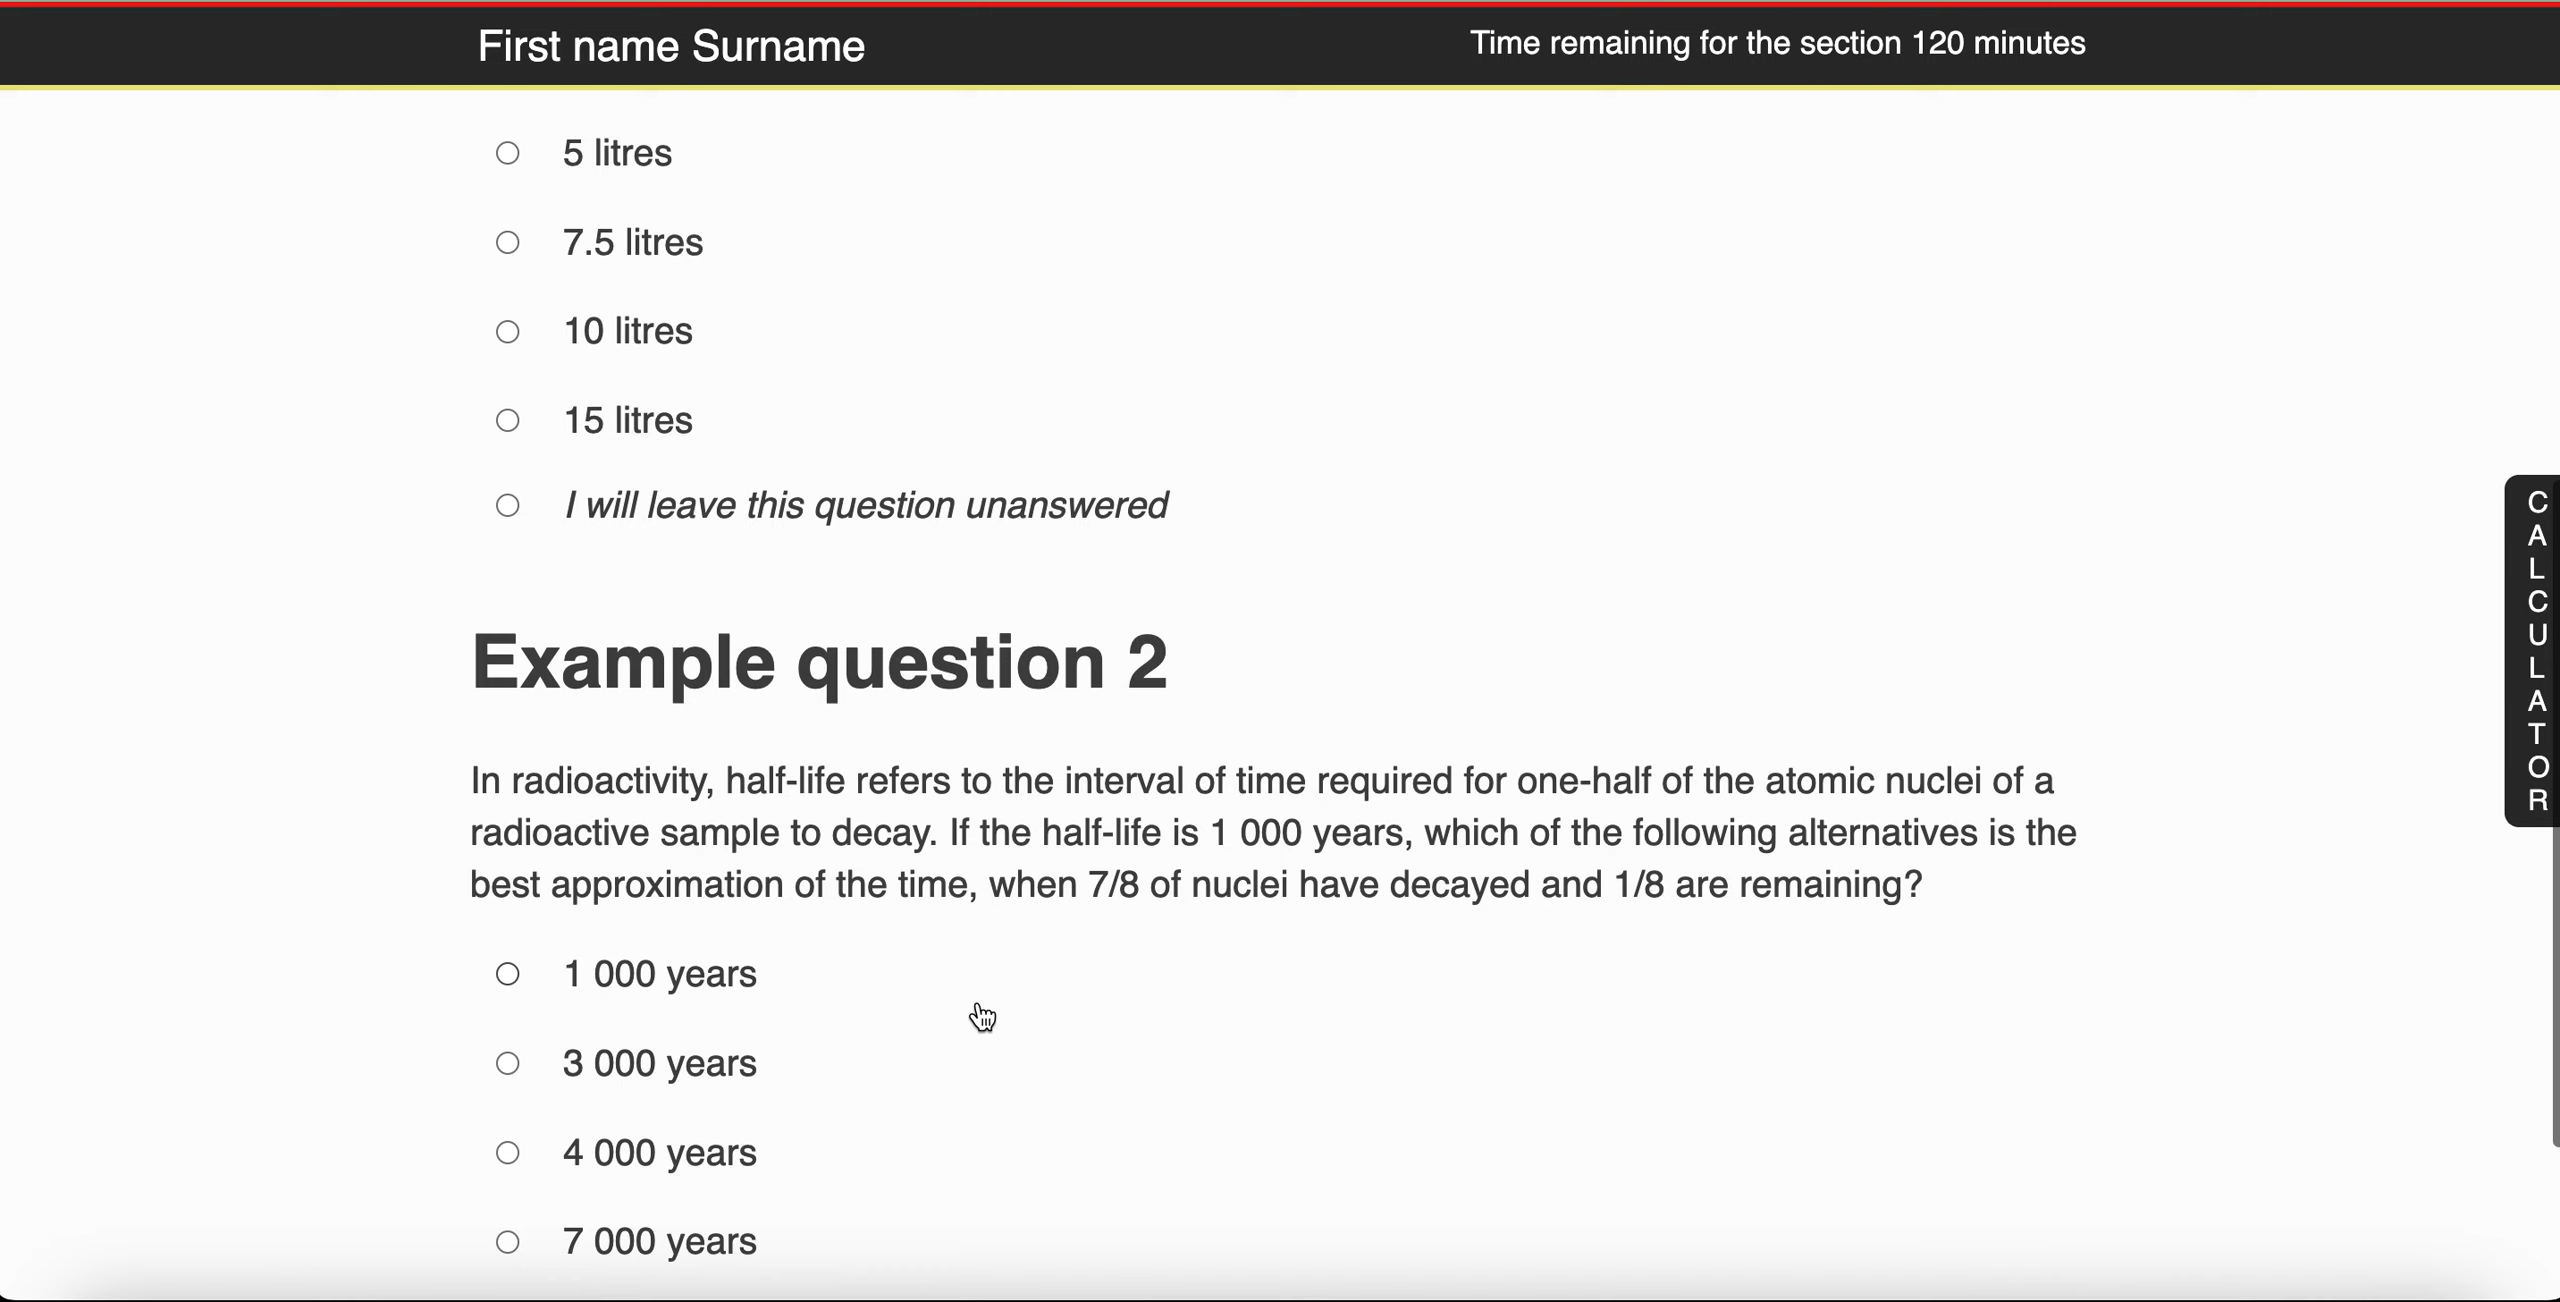 First name Surname
Time remaining for the section 120 minutes
5 litres
7.5 litres
10 litres
15 litres
I will leave this question unanswered
CALCULATOR
Example question 2
In radioactivity, half-life refers to the interval of time required for one-half of the atomic nuclei of a
radioactive sample to decay. If the half-life is 1 000 years, which of the following alternatives is the
best approximation of the time, when 7/8 of nuclei have decayed and 1/8 are remaining?
1 000 years
3 000 years
4 000 years
7 000 years